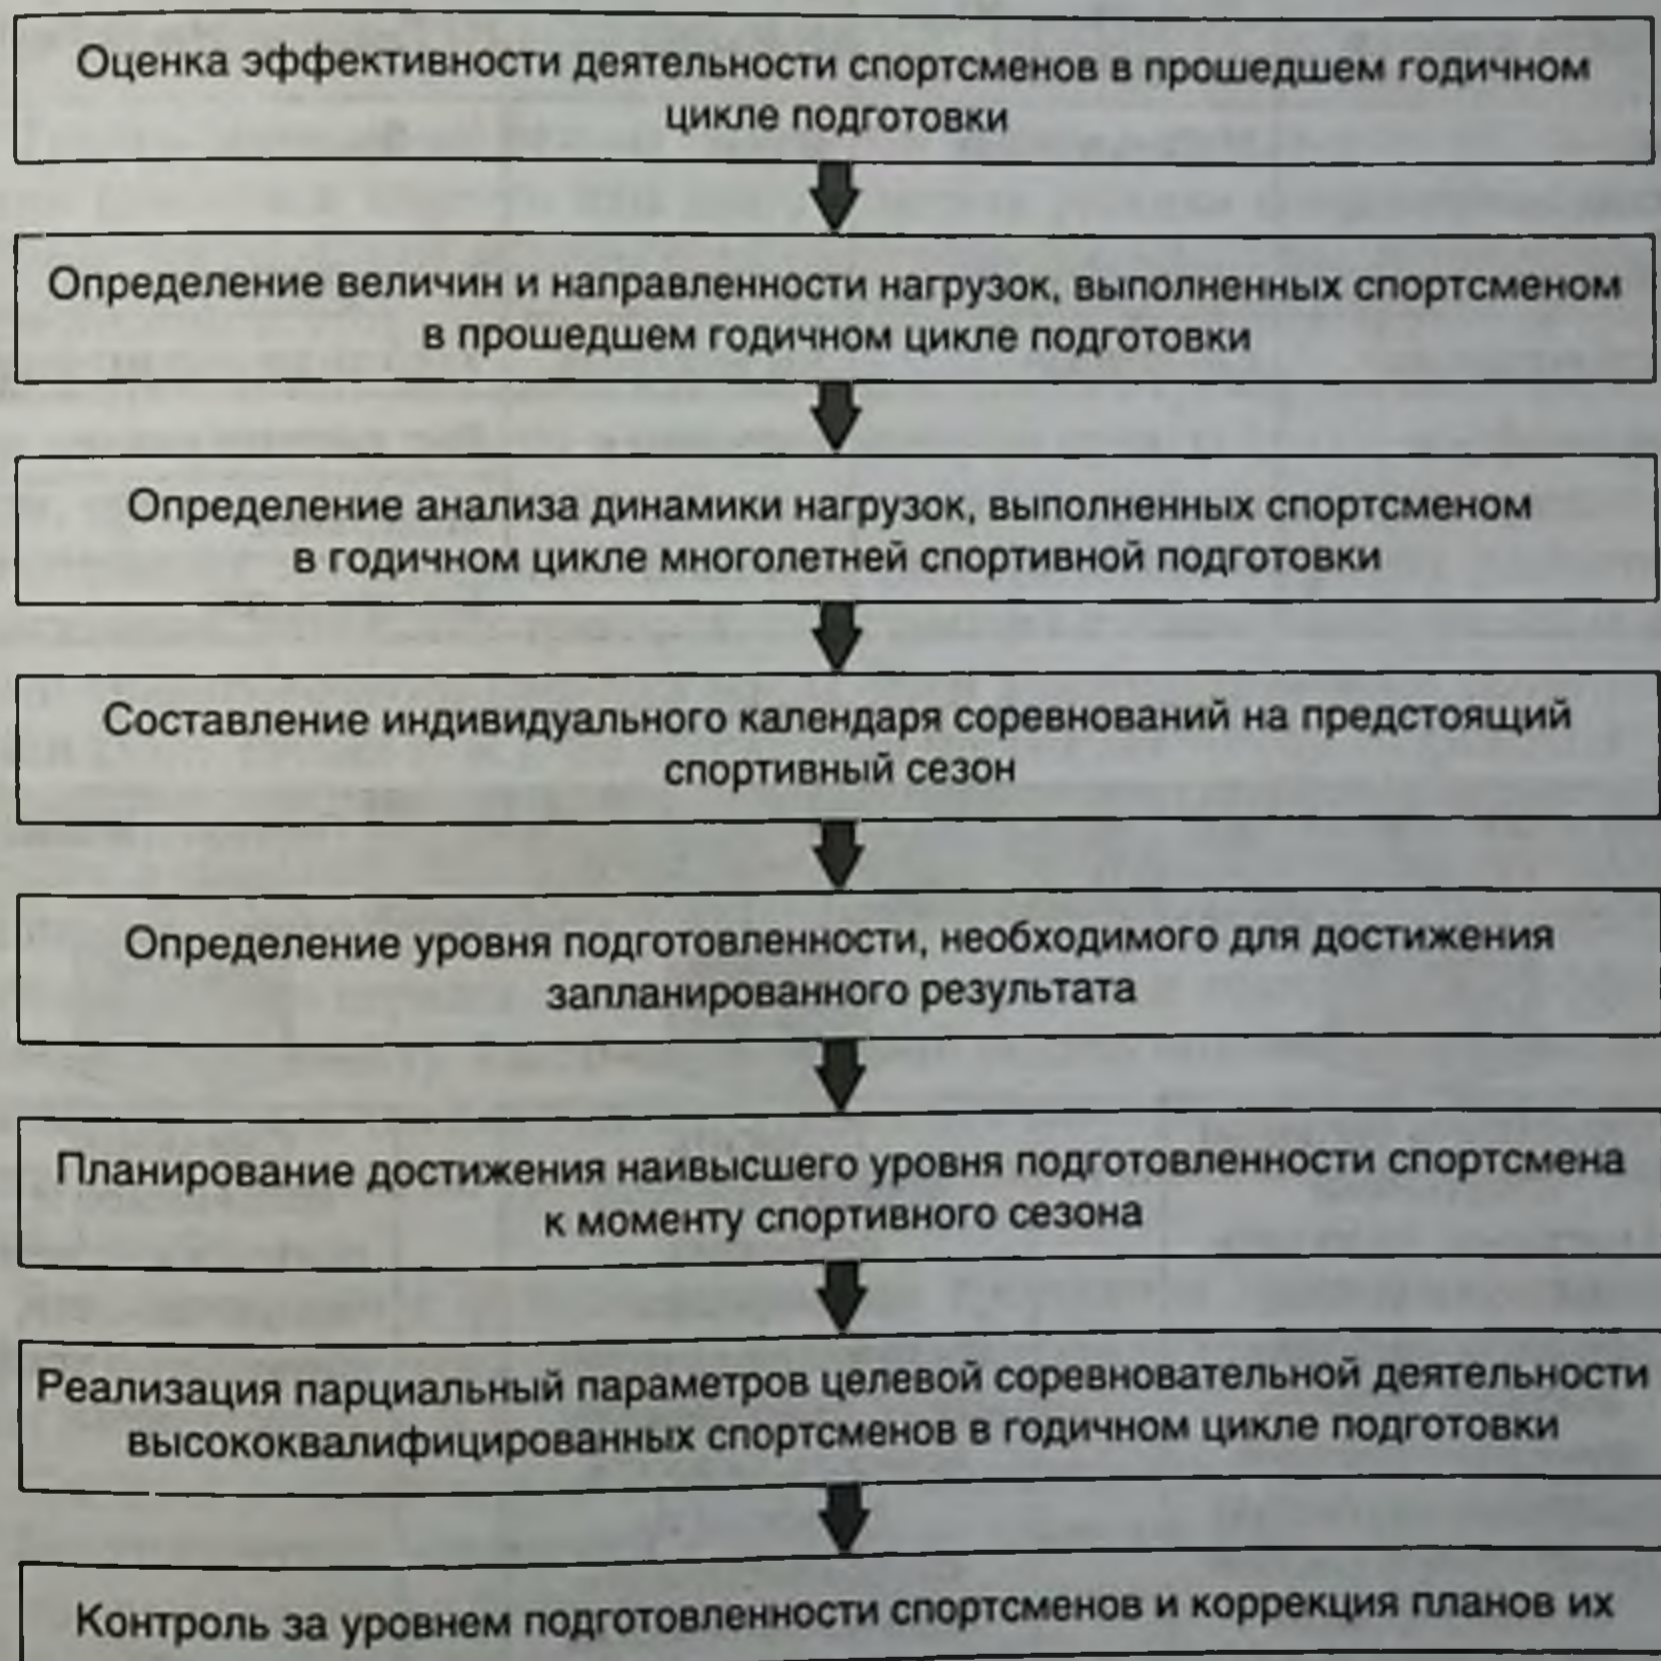 Оценка эффективности деятельности спортсменов в прошедшем годичном
цикле подготовки
Определение величин и направленности нагрузок, выполненных спортсменом
в прошедшем годичном цикле подготовки
Определение анализа динамики нагрузок, выполненных спортсменом
в годичном цикле многолетней спортивной подготовки
Составление индивидуального календаря соревнований на предстоящий
спортивный сезон
Определение уровня подготовленности, необходимого для достижения
запланированного результата
Планирование достижения наивысшего уровня подготовленности спортсмена
к моменту спортивного сезона
Реализация парциальный параметров целевой соревновательной деятельности
высококвалифицированных спортсменов в годичном цикле подготовки
Контроль за уровнем подготовленности спортсменов и коррекция планов их